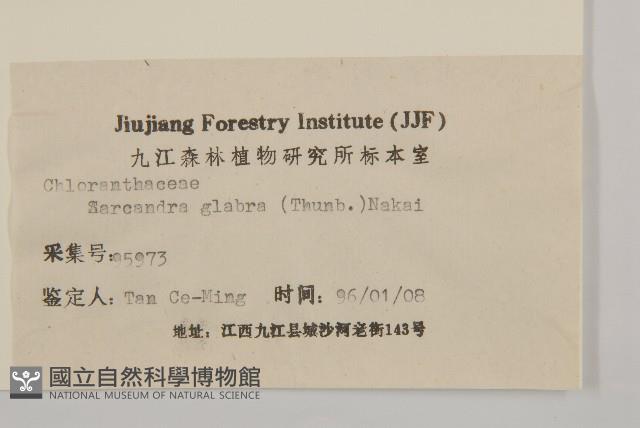 Jiujiang Forestry Institute (JJF)
九江森林植物研究所标本室
Chloranthaceae
Sarcandra glabra (Thunb.)Nakai
采集号:95973
鉴定人: Tan Ce-Ming 时间: 96/01/08
地址: 江西九江县城沙河老街143号
國立自然科學博物館
NATIONAL MUSEUM OF NATURAL SCIENCE